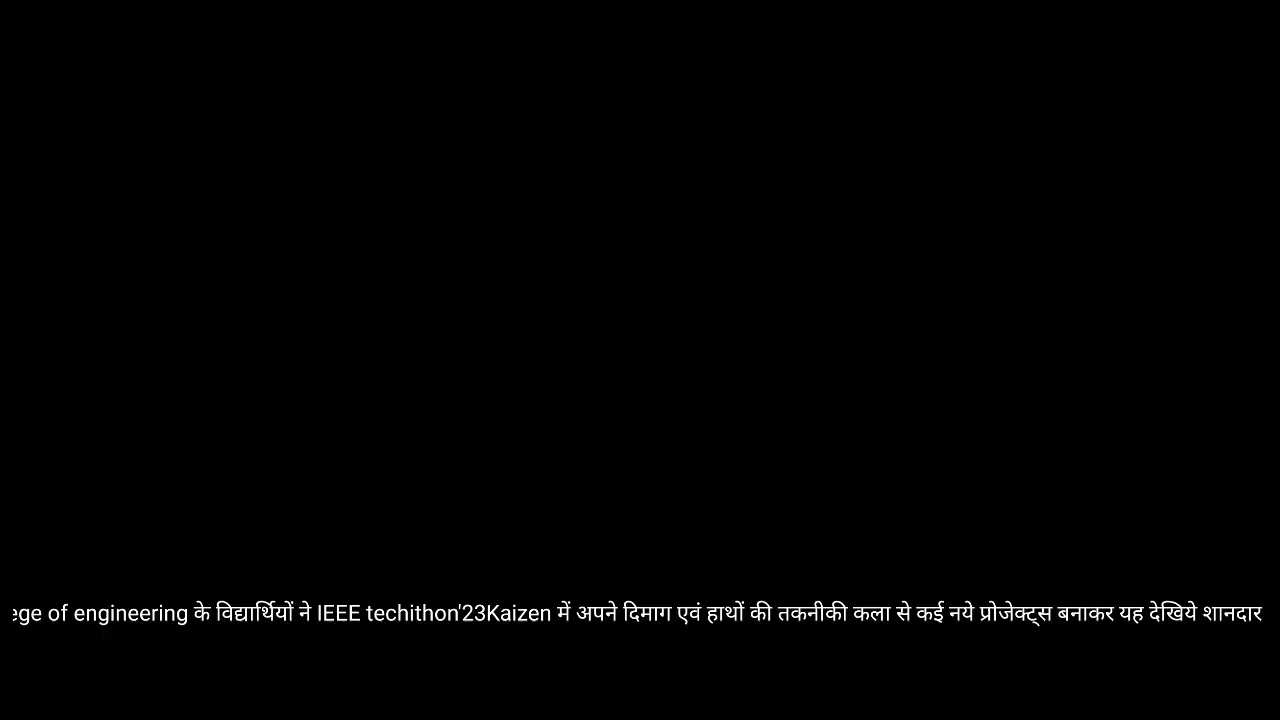 ege of engineering के विद्यार्थियों ने IEEE techithon'23Kaizen में अपने दिमाग एवं हाथों की तकनीकी कला से कई नये प्रोजेक्ट्स बनाकर यह देखिये शानदार